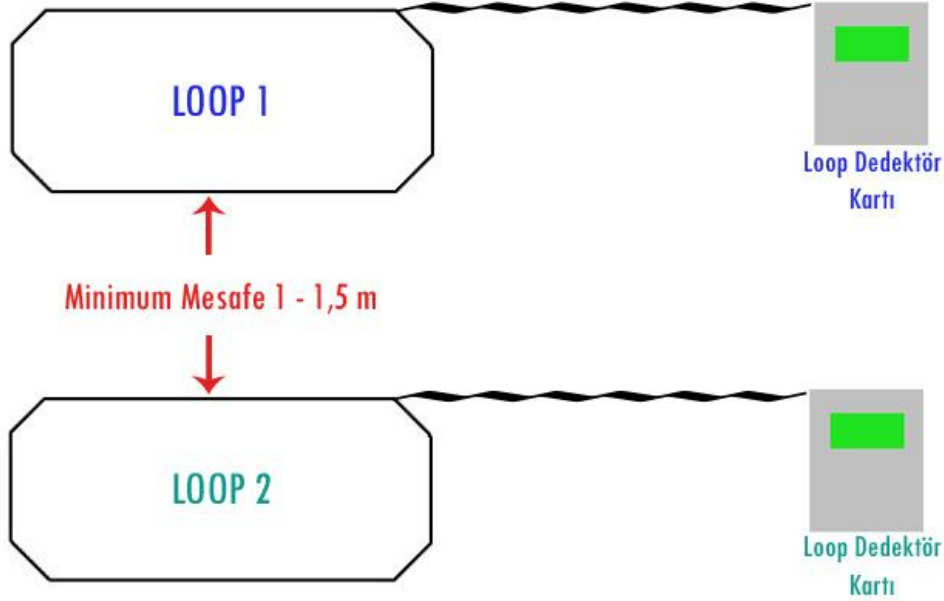 LOOP 1
Loop Dedektör
Kartı
Minimum Mesafe 1 - 1,5 m
LOOP 2
Loop Dedektör
Kartı